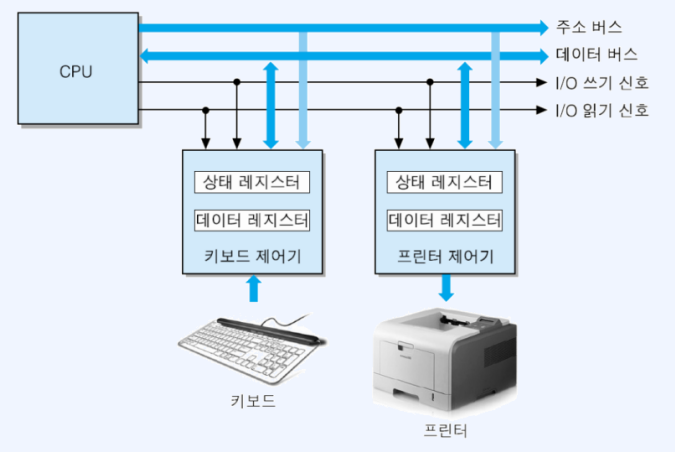 CPU
주소 버스
데이터 버스
I/O 쓰기 신호
I/O 읽기 신호
상태 레지스터
데이터 레지스터
키보드 제어기
상태 레지스터
데이터 레지스터
프린터 제어기
키보드
프린터